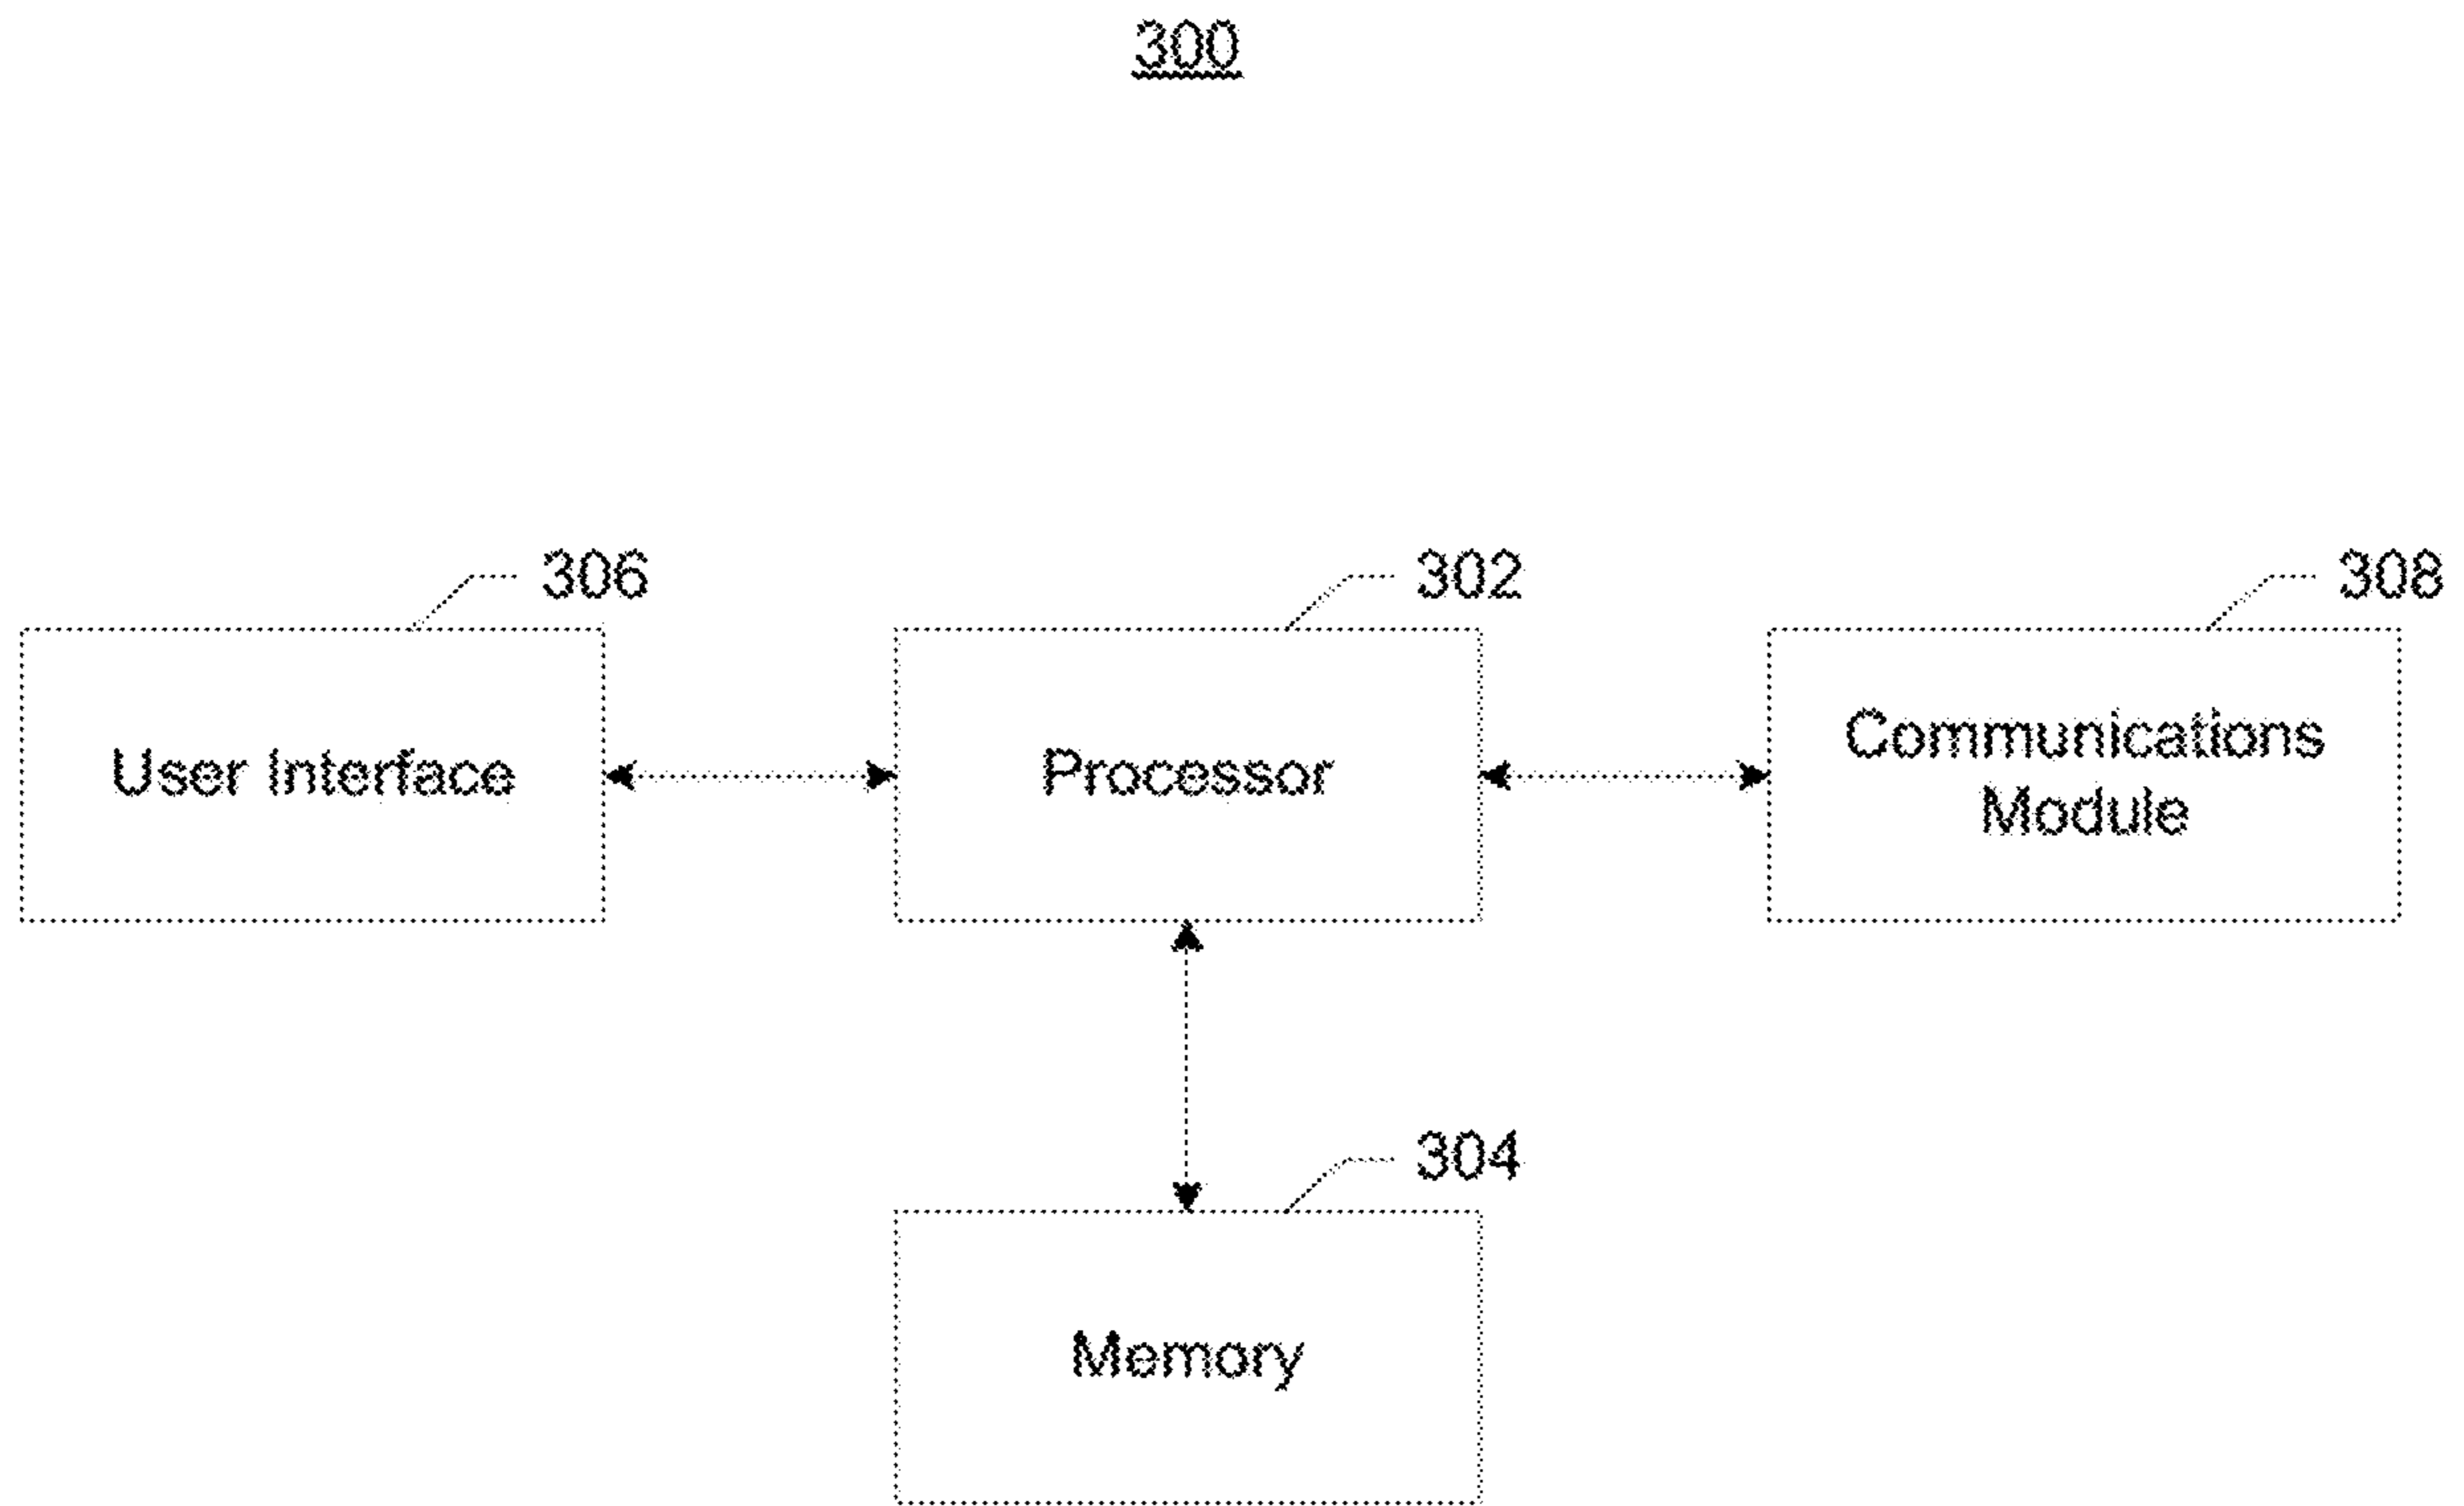 300
306
302
308
User Interface
Processor
Communications
Module
304
Memory